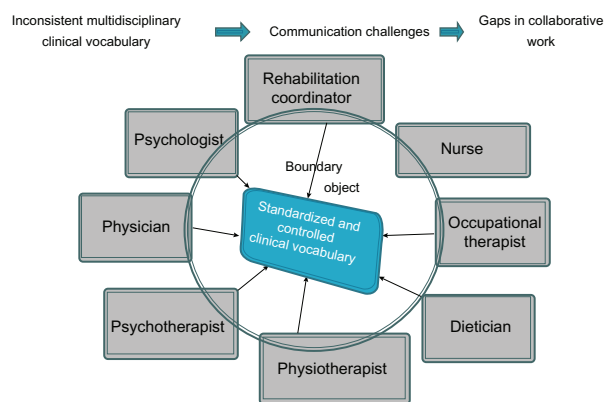 Inconsistent multidisciplinary
clinical vocabulary
Communication challenges
Gaps in collaborative
work
Rehabilitation
coordinator
Psychologist
Nurse
Boundary
object
Physician
Standardized and
controlled
clinical vocabulary
Occupational
therapist
Psychotherapist
Dietician
Physiotherapist